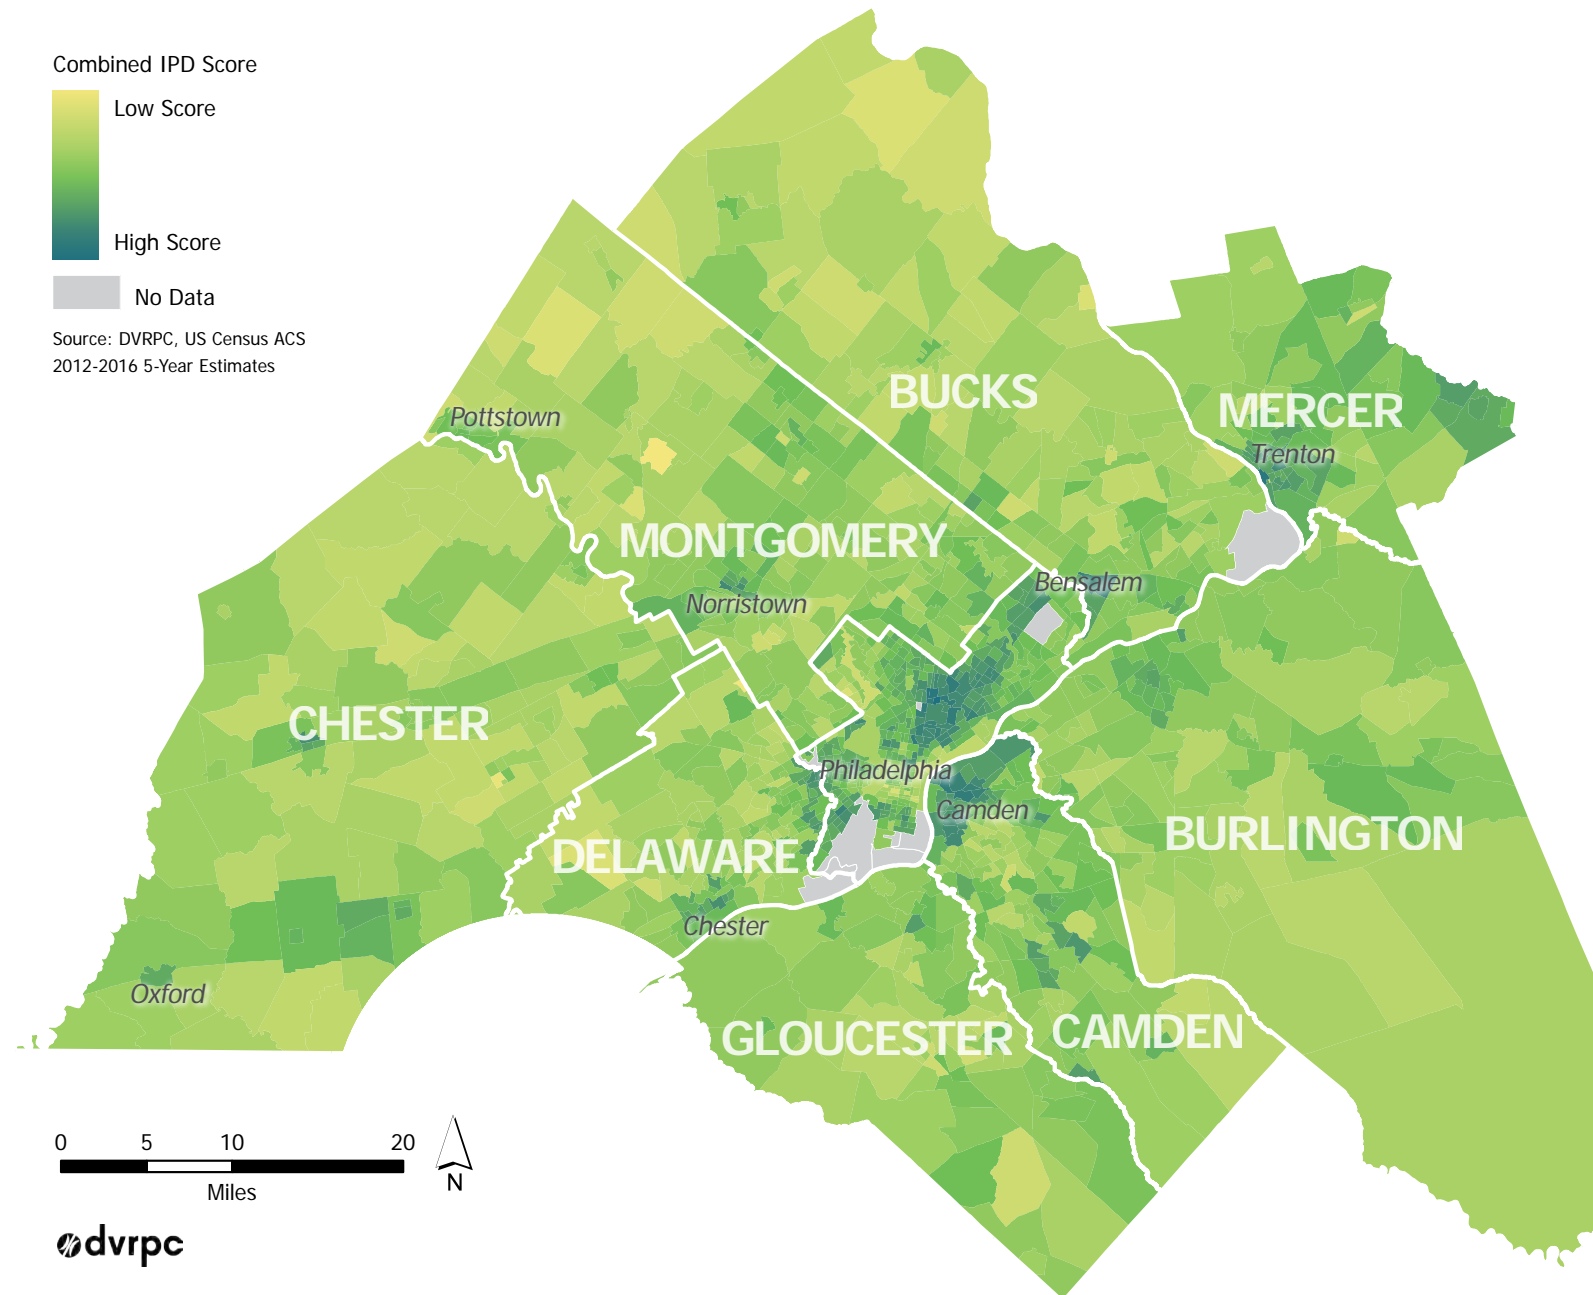 Combined IPD Score
Low Score
High Score
No Data
Source: DVRPC, US Census ACS
2012-2016 5-Year Estimates
BUCKS
MERCER
Pottstown
Trenton
MONTGOMERY
Bensalem
Norristown
CHESTER
Philadelphia
Camden
BURLINGTON
DELAWARE
Chester
Oxford
GLOUCESTER
CAMDEN
0 5 10 20
Miles
N
dvrpc